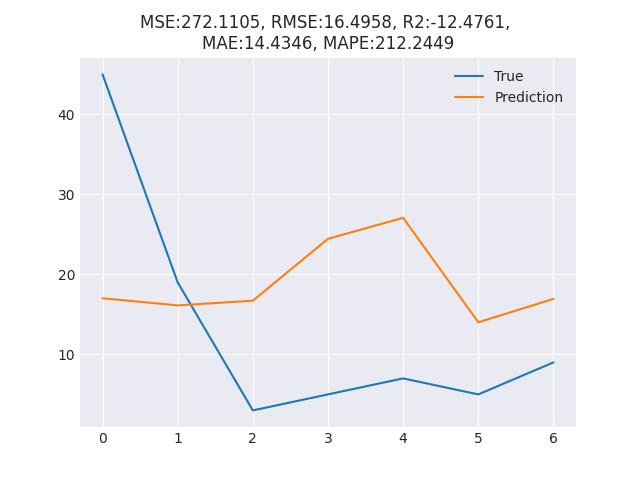 MSE:272.1105, RMSE:16.4958, R2:-12.4761,
MAE:14.4346, MAPE:212.2449
True
Prediction
40
30
20
10
0 1 2 3 4 5 6